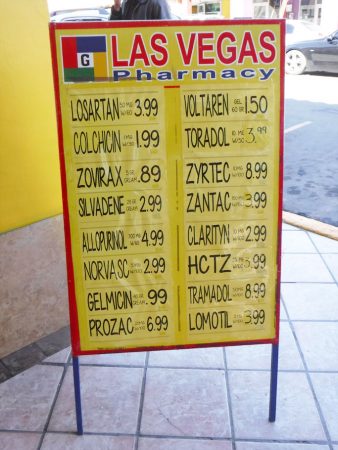 G
LAS VEGAS
Pharmacy
LOSARTAN 3.99
COLCHICIN 1.99
ZOVIRAX .89
SILVADENE 2.99
ALLOPURINOL 4.99
NORVASC 2.99
GELMICIN .99
PROZAC 6.99
VOLTAREN GEL 1.50
TORADOL 3.99
ZYRTEC 8.99
ZANTAC 3.99
CLARITYN 2.99
HCTZ 3.99
TRAMADOL 8.99
LOMOTIL 3.99